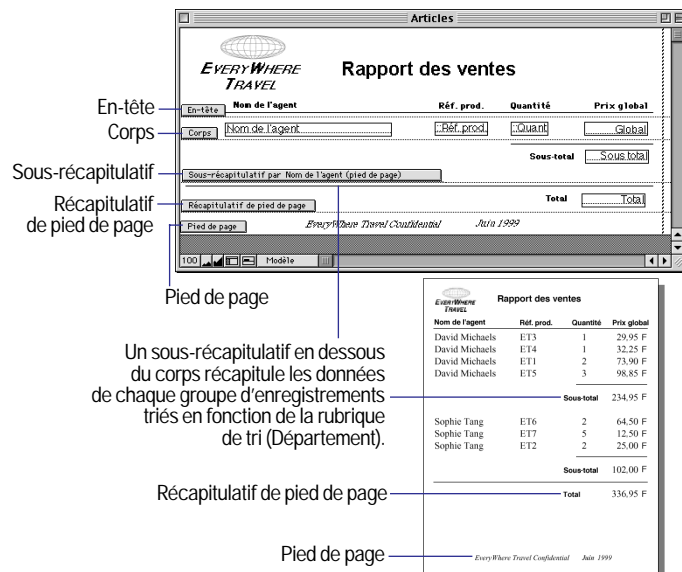 Articles
EVERYWHERE
TRAVEL
Rapport des ventes
En-tête
En-tête
Nom de l'agent
Réf. prod.
Quantité
Prix global
Corps
Corps
Nom de l'agent
::Réf. prod.
::Quant
Global
Sous-total
Sous total
Sous-récapitulatif
Sous-récapitulatif par Nom de l'agent (pied de page)
Récapitulatif
de pied de page
Récapitulatif de pied de page
Total
Total
Pied de page
EveryWhere Travel Confidential
Juin 1999
100
Modèle
Pied de page
Un sous-récapitulatif en dessous
du corps récapitule les données
de chaque groupe d’enregistrements
triés en fonction de la rubrique
de tri (Département).
Récapitulatif de pied de page
Pied de page
EVERYWHERE
TRAVEL
Rapport des ventes
Nom de l'agent Réf. prod. Quantité Prix global
David Michaels ET3 1 29,95 F
David Michaels ET4 1 32,25 F
David Michaels ET1 2 73,90 F
David Michaels ET5 3 98,85 F
Sous-total 234,95 F
Sophie Tang ET6 2 64,50 F
Sophie Tang ET7 5 12,50 F
Sophie Tang ET2 2 25,00 F
Sous-total 102,00 F
Total 336,95 F
EveryWhere Travel Confidential Juin 1999